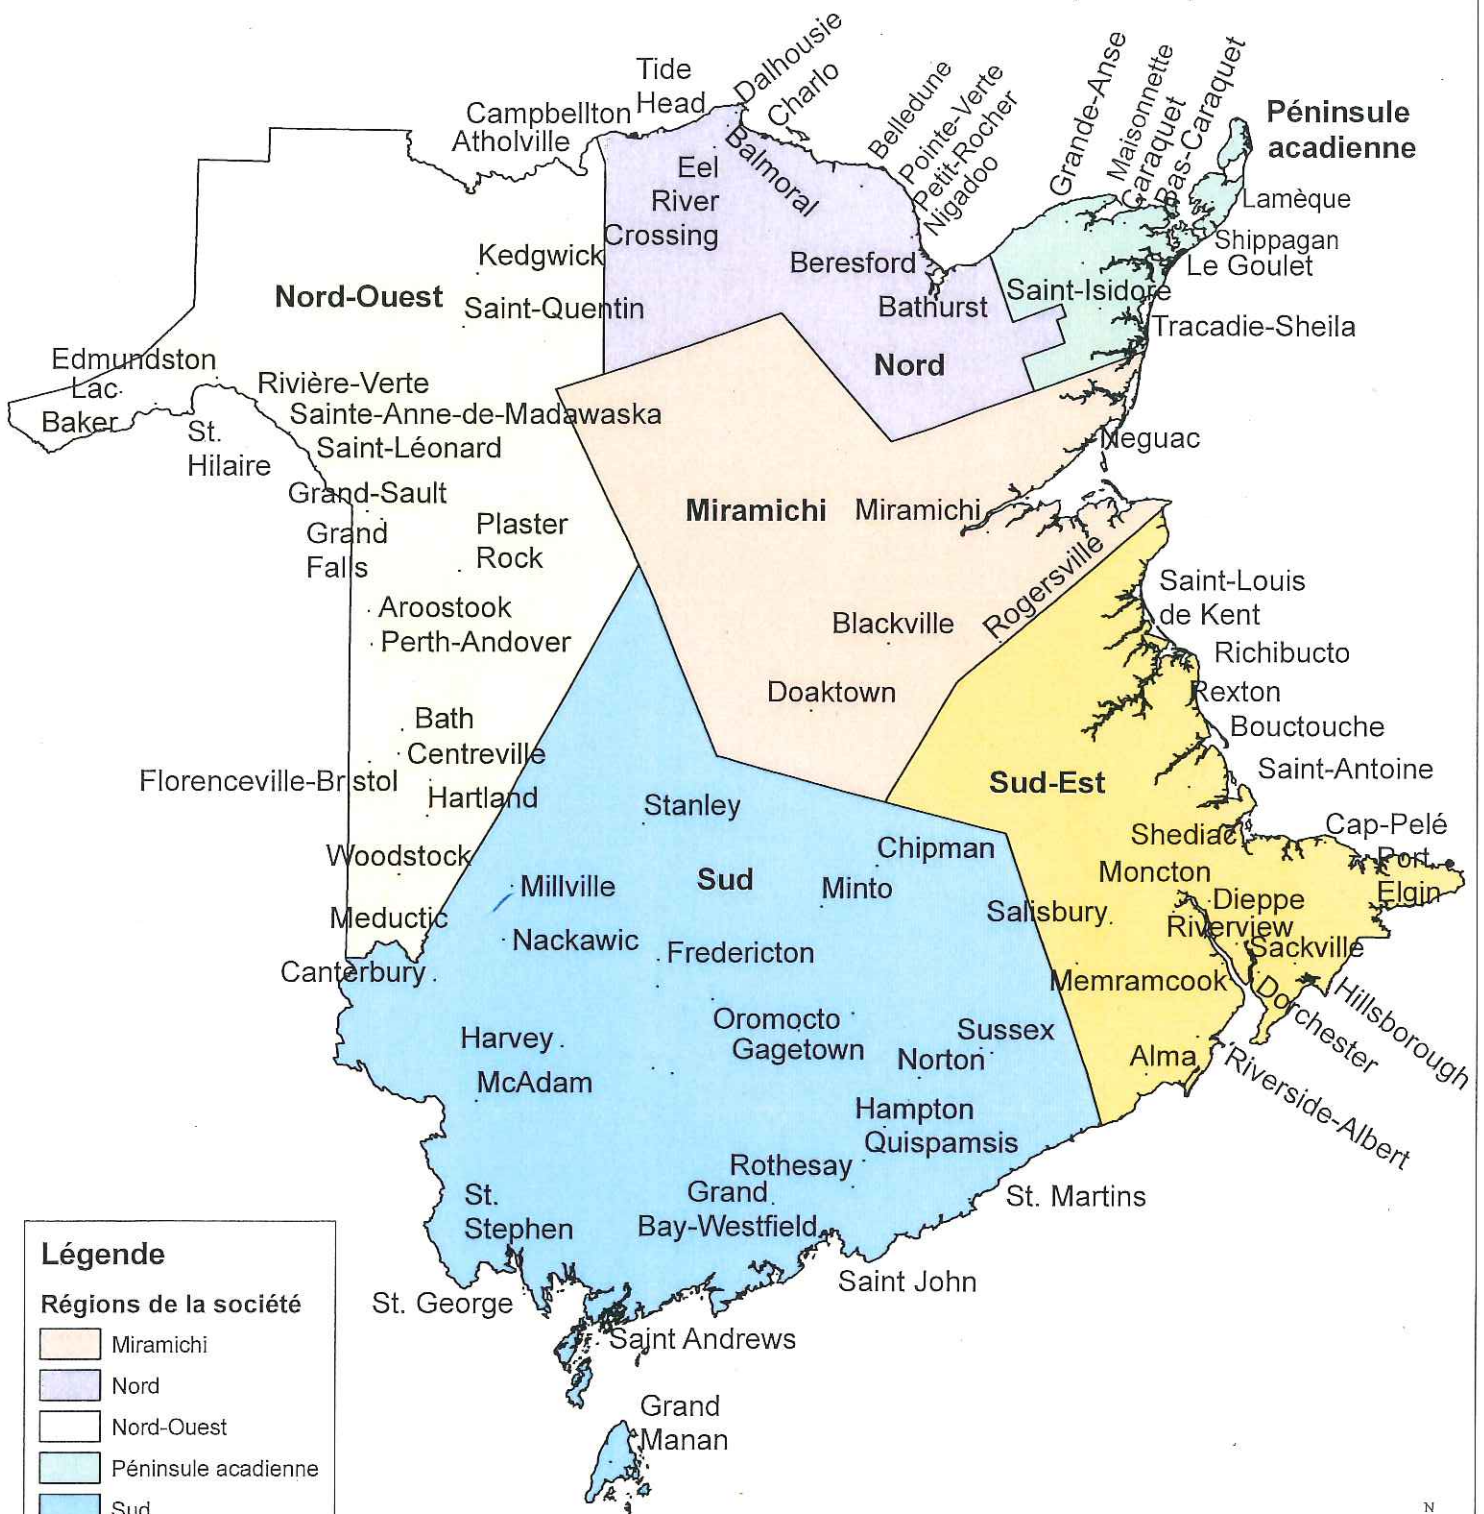 Tide
Head
Dalhousie
Charlo
Campbellton
Atholville
Belledune
Pointe-Verte
Petit-Rocher
Nigadoo
Grande-Anse
Maisonnette
Caraquet
Bas-Caraquet
Péninsule
acadienne
Balmoral
Eel
River
Crossing
Lamèque
Shippagan
Le Goulet
Kedgwick
Beresford
Nord-Ouest
Saint-Quentin
Bathurst
Saint-Isidore
Tracadie-Sheila
Nord
Edmundston
Lac
Baker
Rivière-Verte
Sainte-Anne-de-Madawaska
St.
Hilaire
Saint-Léonard
Neguac
Grand-Sault
Grand
Falls
Plaster
Rock
Miramichi
Miramichi
Rogersville
Saint-Louis
de Kent
Aroostook
Perth-Andover
Blackville
Richibucto
Doaktown
Rexton
Bath
Centreville
Bouctouche
Florenceville-Bristol
Hartland
Sud-Est
Saint-Antoine
Stanley
Chipman
Shediac
Cap-Pelé
Port
Elgin
Woodstock
Millville
Sud
Minto
Moncton
Dieppe
Meductic
Salisbury
Riverview
Nackawic
Fredericton
Sackville
Canterbury
Memramcook
Dorchester
Hillsborough
Oromocto
Gagetown
Sussex
Harvey
Norton
Alma
Riverside-Albert
McAdam
Hampton
Quispamsis
Rothesay
St.
Stephen
Grand
Bay-Westfield
St. Martins
Saint John
St. George
Saint Andrews
Grand
Manan
Légende
Régions de la société
Miramichi
Nord
Nord-Ouest
Péninsule acadienne
Sud
N